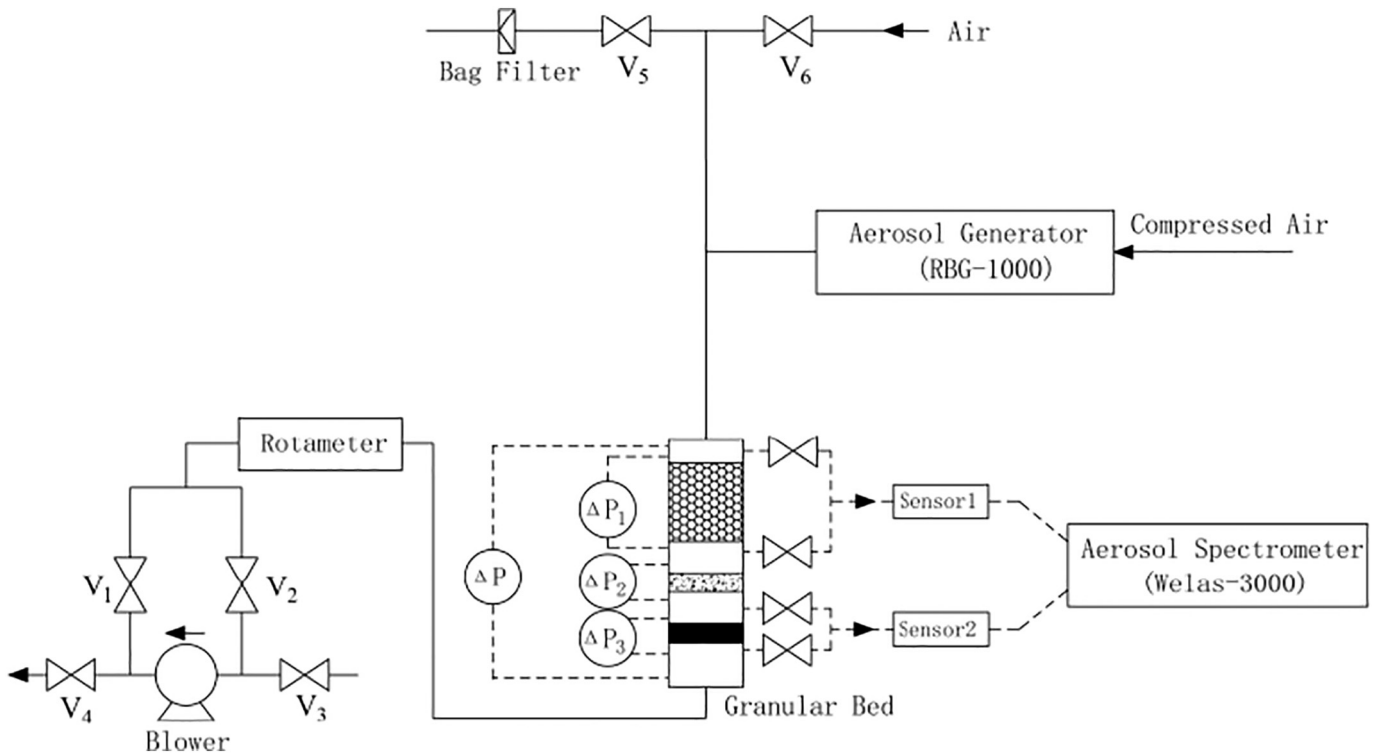 Air
Bag Filter
V5
V6
Compressed Air
Aerosol Generator
(RBG-1000)
Rotameter
ΔP1
Sensor1
Aerosol Spectrometer
(Welas-3000)
ΔP
ΔP2
V1
V2
Sensor2
ΔP3
V4
V3
Granular Bed
Blower